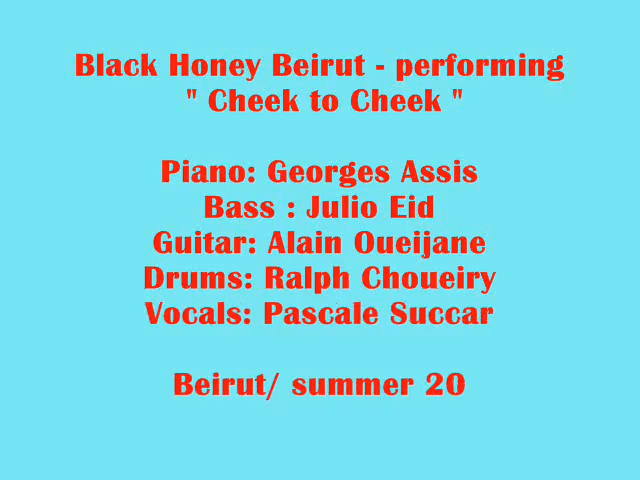 Black Honey Beirut - performing
" Cheek to Cheek "
Piano: Georges Assis
Bass : Julio Eid
Guitar: Alain Oueijane
Drums: Ralph Choueiry
Vocals: Pascale Succar
Beirut/ summer 20